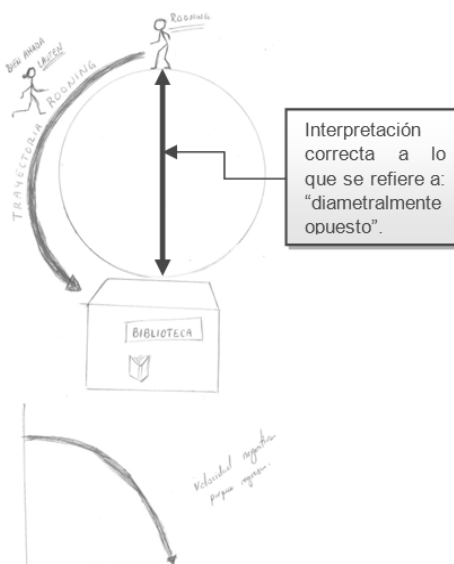 ROONING
BIEN AHADA
LAUTEN
TRAYECTORIA ROONING
Interpretación
correcta a lo
que se refiere a:
“diametralmente
opuesto”.
BIBLIOTECA
Velocidad negativa
porque regresa.